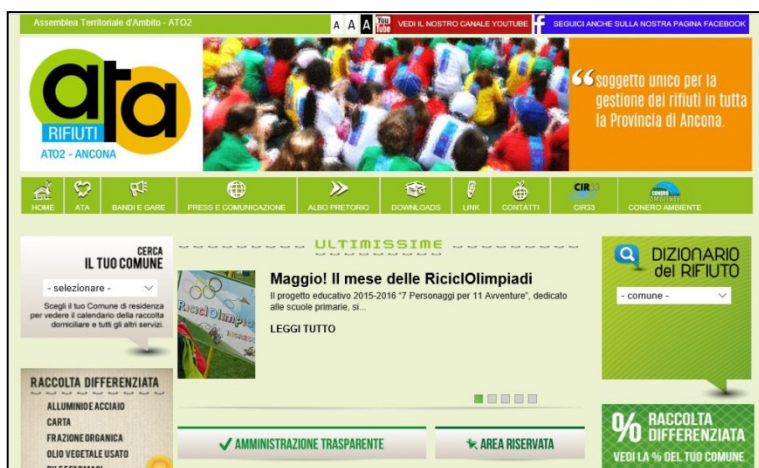 Assemblea Territoriale d'Ambito - ATO2
A A A
You Tube
VEDI IL NOSTRO CANALE YOUTUBE
f
SEGUICI ANCHE SULLA NOSTRA PAGINA FACEBOOK
ata
RIFIUTI
ATO2 - ANCONA
“soggetto unico per la
gestione dei rifiuti in tutta
la Provincia di Ancona.
HOME
ATA
BANDI E GARE
PRESS E COMUNICAZIONE
ALBO PRETORIO
DOWNLOADS
LINK
CONTATTI
CIR33
CIR33
CONERO AMBIENTE
CERCA
IL TUO COMUNE
- selezionare -
Scegli il tuo Comune di residenza
per vedere il calendario della raccolta
domiciliare e tutti gli altri servizi.
ULTIMISSIME
Maggio! Il mese delle RiciclOlimpiadi
Il progetto educativo 2015-2016 "7 Personaggi per 11 Avventure", dedicato
alle scuole primarie, si...
LEGGI TUTTO
DIZIONARIO
del RIFIUTO
- comune -
RACCOLTA DIFFERENZIATA
ALLUMINIO E ACCIAIO
CARTA
FRAZIONE ORGANICA
OLIO VEGETALE USATO
AMMINISTRAZIONE TRASPARENTE
AREA RISERVATA
% RACCOLTA
DIFFERENZIATA
VEDI LA % DEL TUO COMUNE